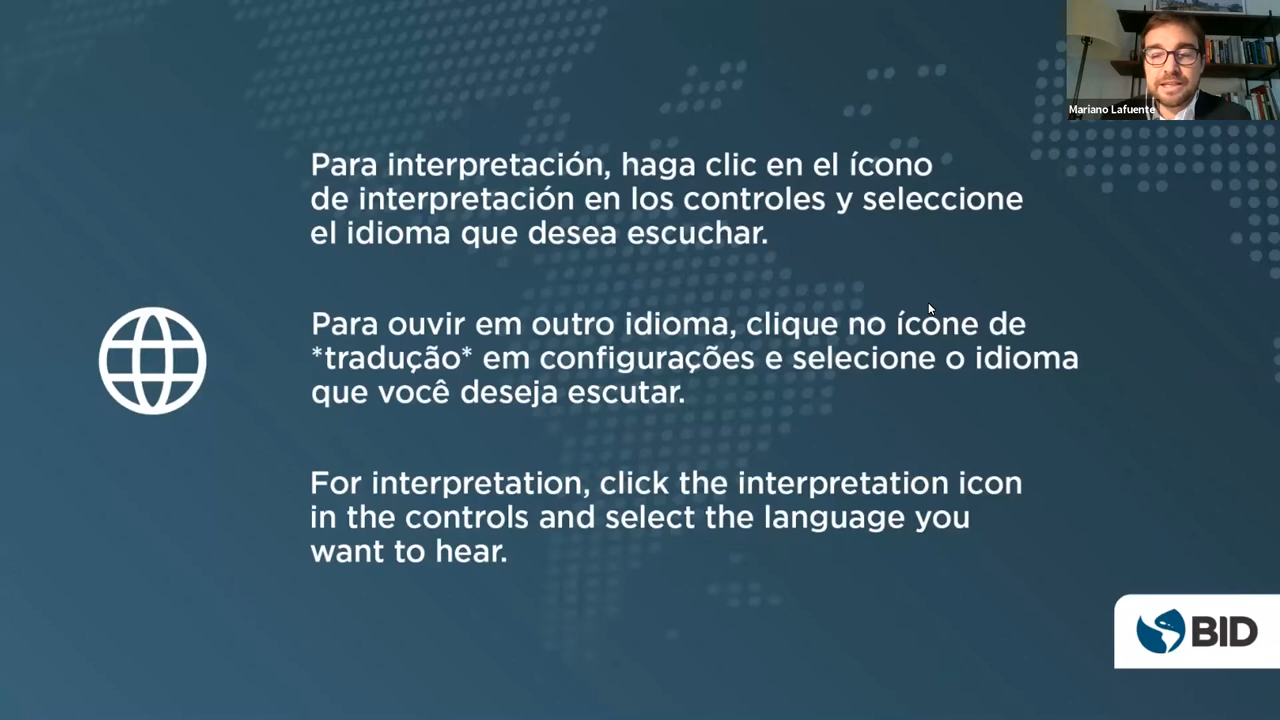 Mariano Lafuente
Para interpretación, haga clic en el ícono
de interpretación en los controles y seleccione
el idioma que desea escuchar.
Para ouvir em outro idioma, clique no ícone de
*tradução* em configurações e selecione o idioma
que você deseja escutar.
For interpretation, click the interpretation icon
in the controls and select the language you
want to hear.
BID